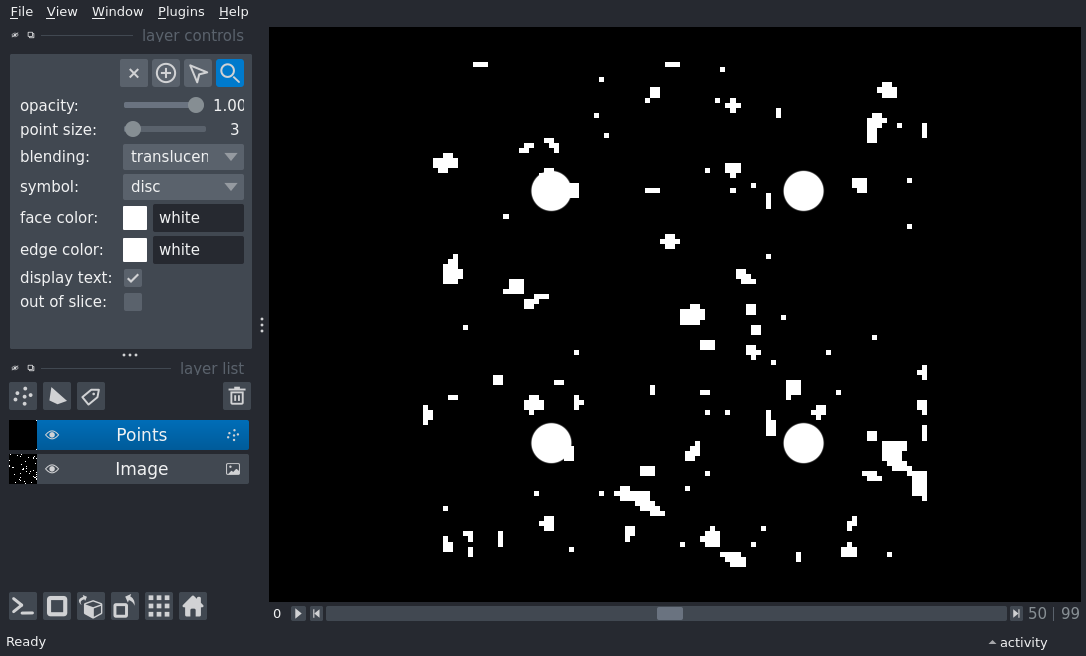 File View Window Plugins Help
layer controls
opacity: 1.00
point size: 3
blending: translucen
symbol: disc
face color: white
edge color: white
display text:
out of slice:
layer list
Points
Image
0 50 | 99
Ready activity